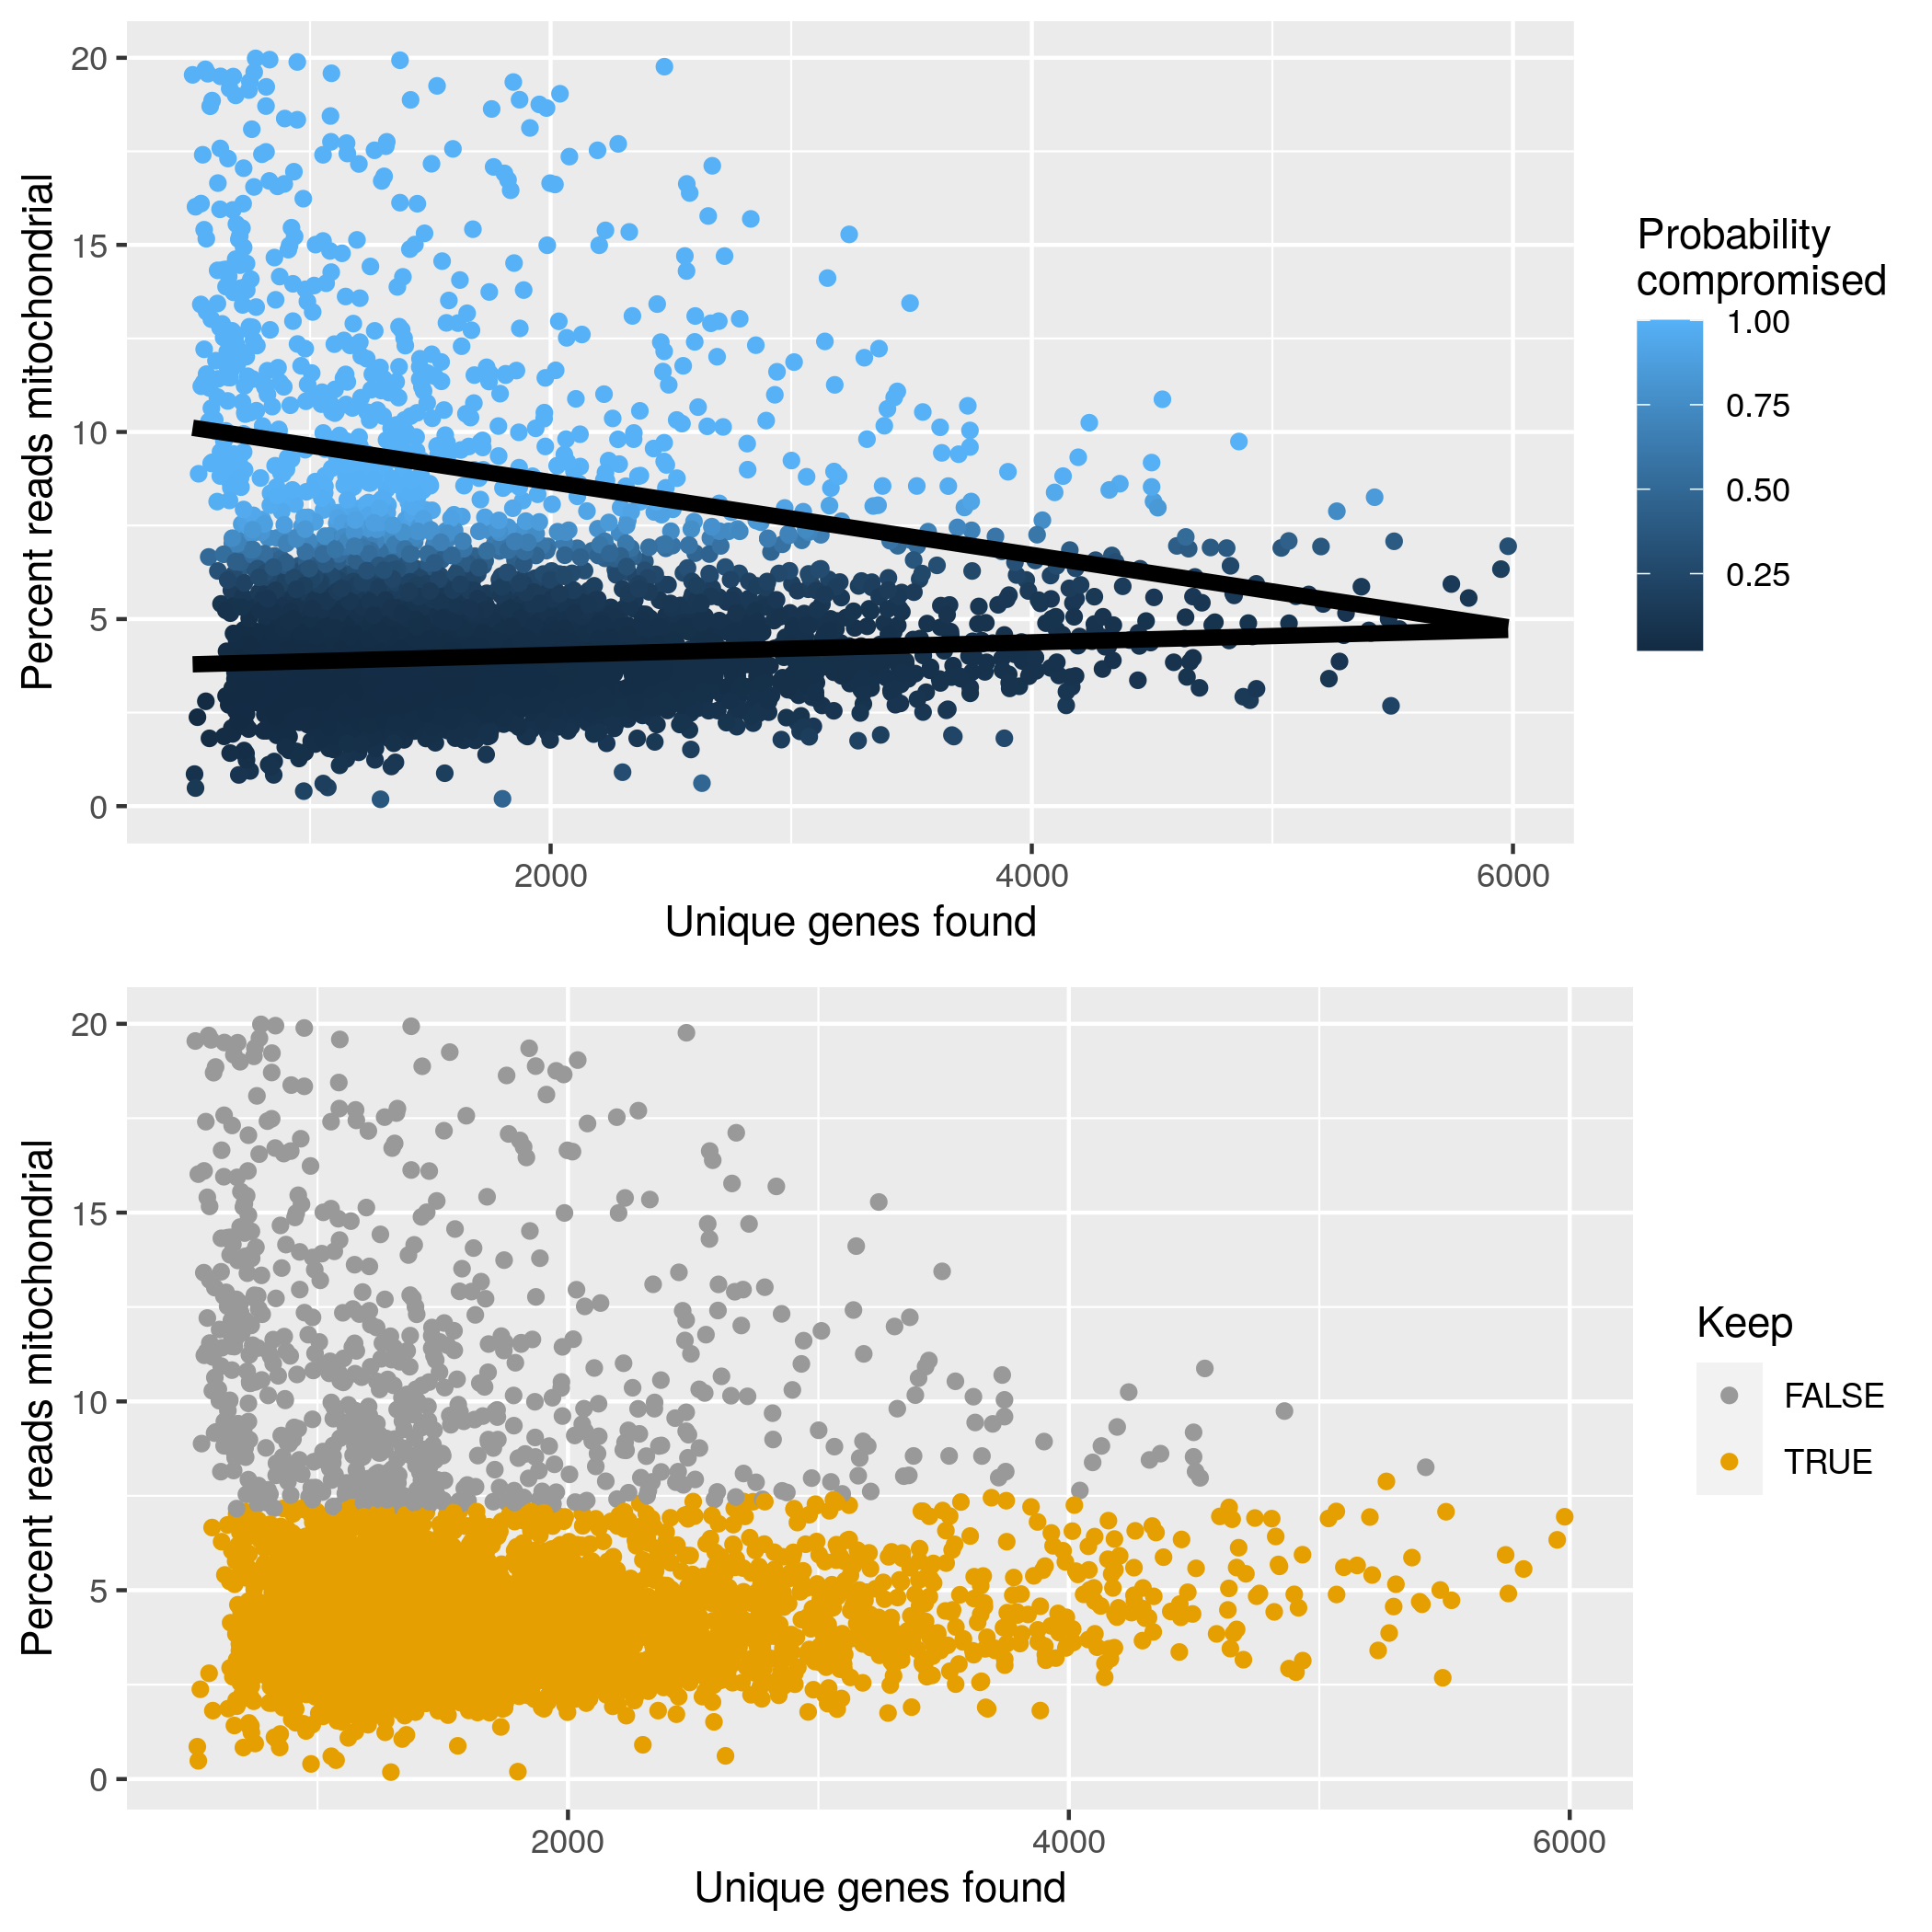 20
15
10
5
0
Percent reads mitochondrial
2000
4000
6000
Unique genes found
Probability
compromised
1.00
0.75
0.50
0.25
20
15
10
5
0
Percent reads mitochondrial
2000
4000
6000
Unique genes found
Keep
FALSE
TRUE